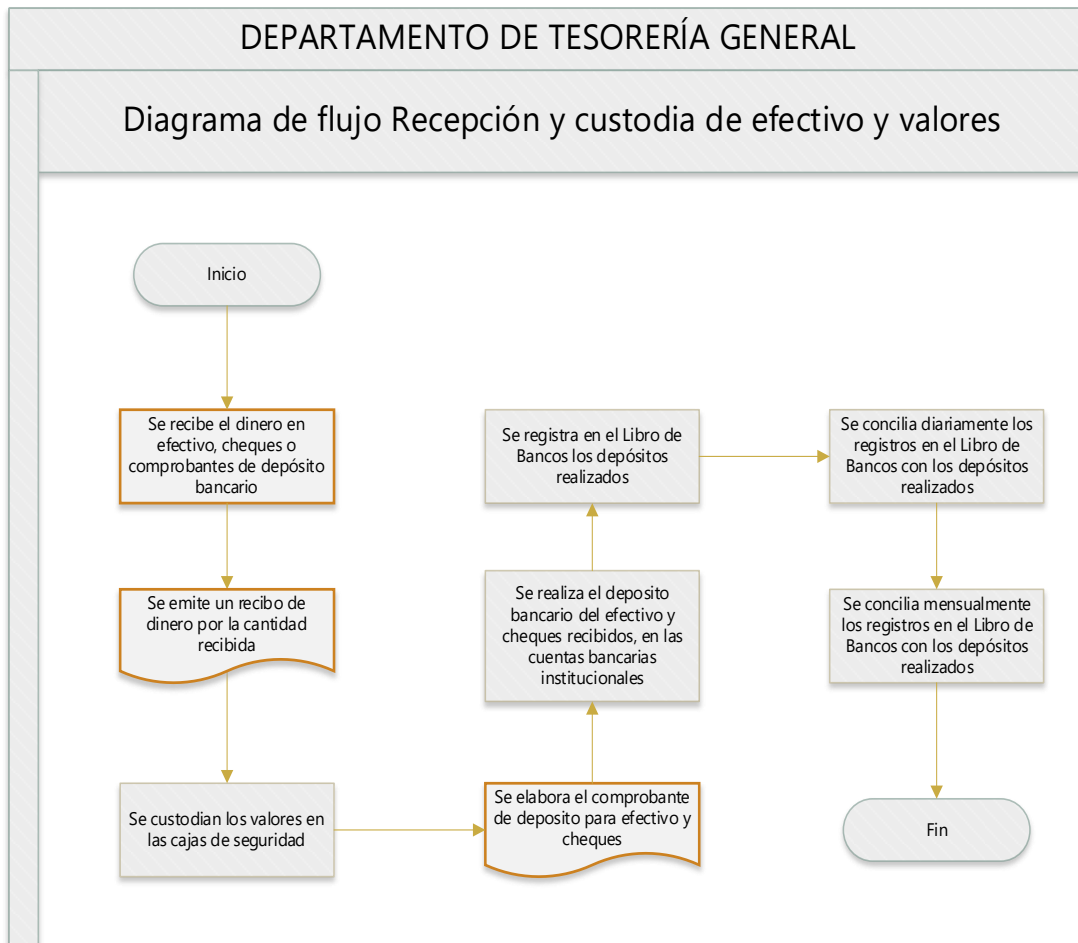 DEPARTAMENTO DE TESORERÍA GENERAL
Diagrama de flujo Recepción y custodia de efectivo y valores
Inicio
Se recibe el dinero en
efectivo, cheques o
comprobantes de depósito
bancario
Se emite un recibo de
dinero por la cantidad
recibida
Se custodian los valores en
las cajas de seguridad
Se elabora el comprobante
de deposito para efectivo y
cheques
Se realiza el deposito
bancario del efectivo y
cheques recibidos, en las
cuentas bancarias
institucionales
Se registra en el Libro de
Bancos los depósitos
realizados
Se concilia diariamente los
registros en el Libro de
Bancos con los depósitos
realizados
Se concilia mensualmente
los registros en el Libro de
Bancos con los depósitos
realizados
Fin